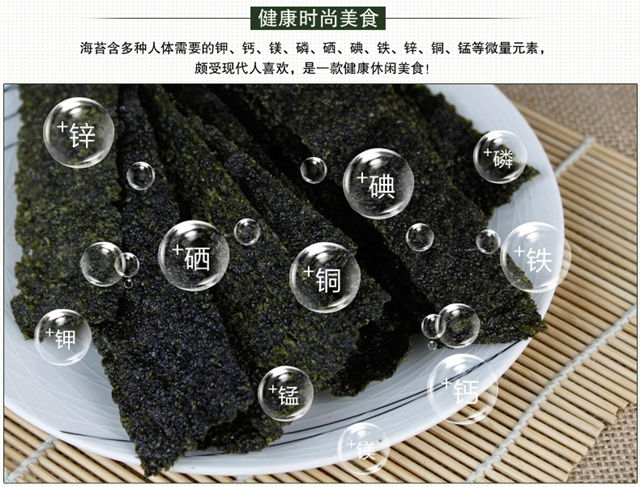 健康时尚美食
海苔含多种人体需要的钾、钙、镁、磷、硒、碘、铁、锌、铜、锰等微量元素，
颇受现代人喜欢，是一款健康休闲美食！
+锌
+磷
+碘
+硒
+铁
+铜
+钾
+锰
+钙
+镁